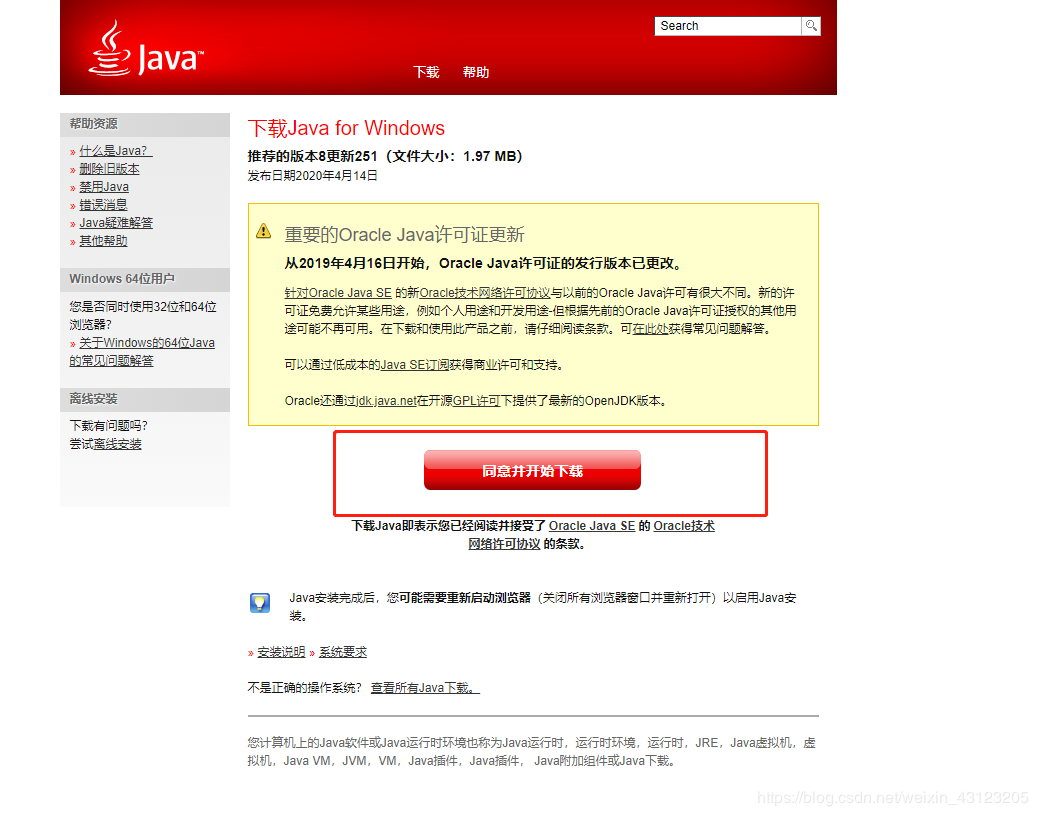 Java™
Search
下载 帮助
帮助资源
» 什么是Java?
» 删除旧版本
» 禁用Java
» 错误消息
» Java疑难解答
» 其他帮助
Windows 64位用户
您是否同时使用32位和64位
浏览器?
» 关于Windows的64位Java
的常见问题解答
离线安装
下载有问题吗?
尝试离线安装
下载Java for Windows
推荐的版本8更新251（文件大小：1.97 MB）
发布日期2020年4月14日
重要的Oracle Java许可证更新
从2019年4月16日开始，Oracle Java许可证的发行版本已更改。
针对Oracle Java SE 的新Oracle技术网络许可协议与以前的Oracle Java许可有很大不同。新的许
可证免费允许某些用途，例如个人用途和开发用途-但根据先前的Oracle Java许可证授权的其他用
途可能不再可用。在下载和使用此产品之前，请仔细阅读条款。可在此处获得常见问题解答。
可以通过低成本的Java SE订阅获得商业许可和支持。
Oracle还通过jdk.java.net在开源GPL许可下提供了最新的OpenJDK版本。
同意并开始下载
下载Java即表示您已经阅读并接受了 Oracle Java SE 的 Oracle技术
网络许可协议 的条款。
Java安装完成后，您可能需要重新启动浏览器（关闭所有浏览器窗口并重新打开）以启用Java安
装。
» 安装说明 » 系统要求
不是正确的操作系统? 查看所有Java下载。
您计算机上的Java软件或Java运行时环境也称为Java运行时，运行时环境，运行时，JRE，Java虚拟机，虚
拟机，Java VM，JVM，VM，Java插件，Java插件， Java附加组件或Java下载。
https://blog.csdn.net/weixin_43123205